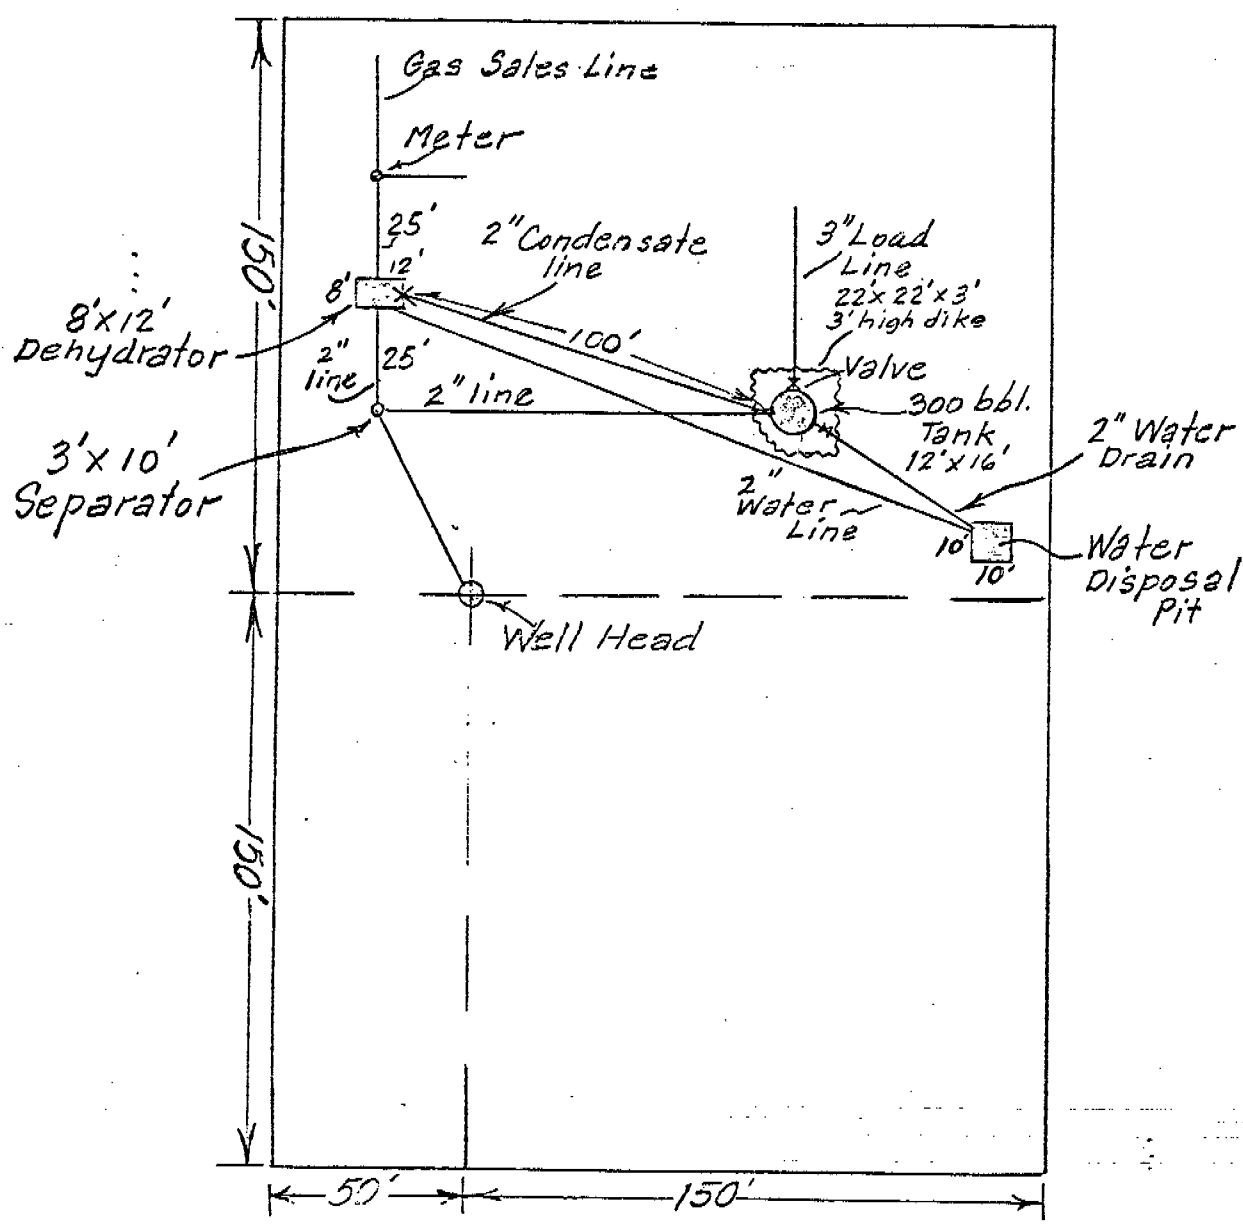 Gas Sales Line
Meter
150'
25'
12'
8'
2" Condensate
line
3" Load
Line
22'x 22'x 3'
3' high dike
8'x12'
Dehydrator
100'
Valve
2"
line
25'
2" line
300 bbl.
Tank
12'x16'
2" Water
Drain
3'x 10'
Separator
2"
Water
Line
10'
10'
Water
Disposal
Pit
Well Head
150'
50'
150'